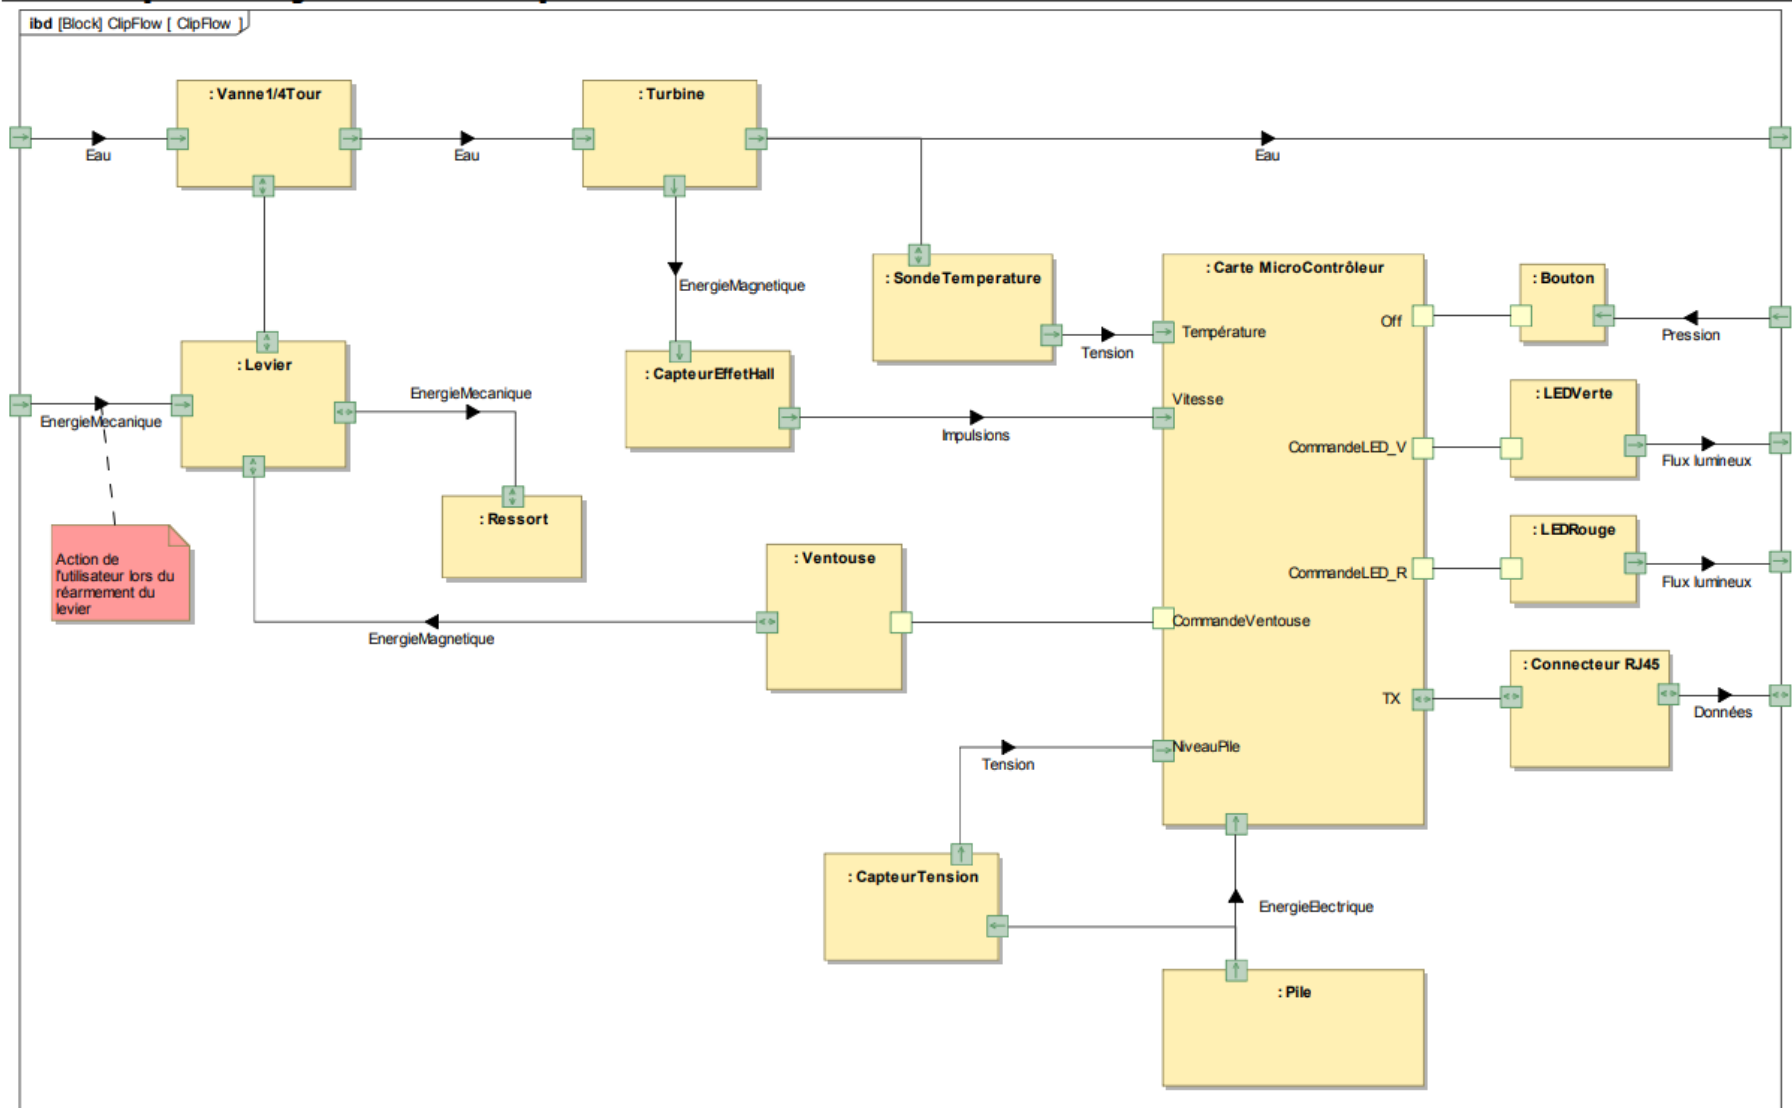 ibd [Block] ClipFlow [ ClipFlow ]
: Vanne1/4Tour
: Turbine
Eau
Eau
Eau
EnergieMagnetique
: SondeTemperature
: Carte MicroContrôleur
: Bouton
Off
Pression
Température
Tension
: Levier
: CapteurEffetHall
EnergieMecanique
EnergieMecanique
Vitesse
: LEDVerte
Impulsions
CommandeLED_V
Flux lumineux
: Ressort
: LEDRouge
Action de
l'utilisateur lors du
réarmement du
levier
: Ventouse
CommandeLED_R
Flux lumineux
CommandeVentouse
EnergieMagnetique
: Connecteur RJ45
TX
Données
NiveauPile
Tension
: CapteurTension
EnergieElectrique
: Pile